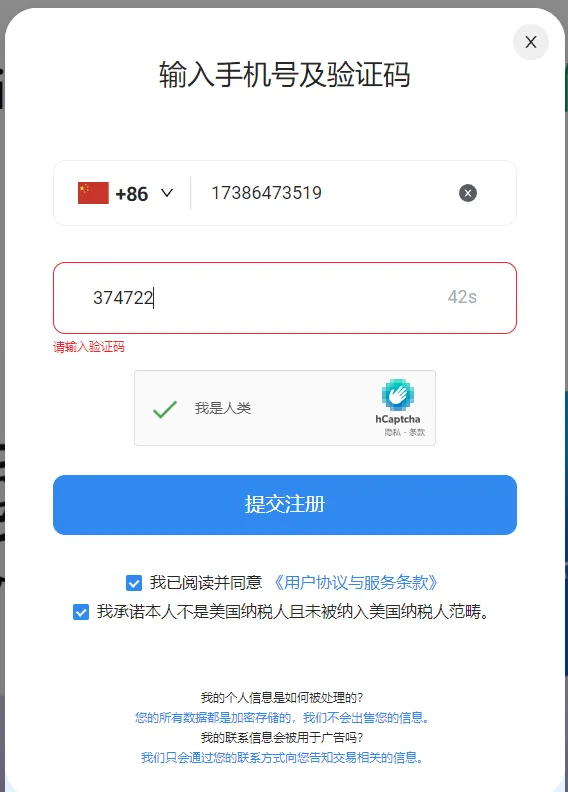 输入手机号及验证码
+86 17386473519
374722 42s
请输入验证码
我是人类
hCaptcha
隐私 - 条款
提交注册
我已阅读并同意 《用户协议与服务条款》
我承诺本人不是美国纳税人且未被纳入美国纳税人范畴。
我的个人信息是如何被处理的?
您的所有数据都是加密存储的，我们不会出售您的信息。
我的联系信息会被用于广告吗?
我们只会通过您的联系方式向您告知交易相关的信息。